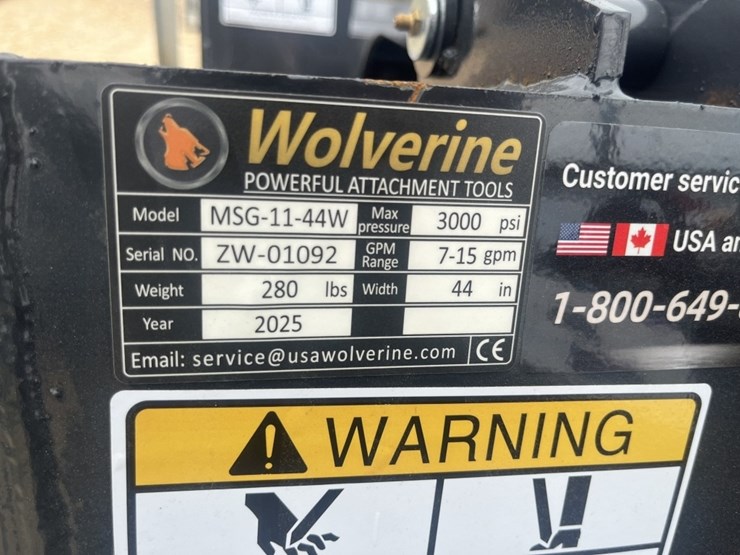 Wolverine
POWERFUL ATTACHMENT TOOLS
Model MSG-11-44W Max pressure 3000 psi
Serial NO. ZW-01092 GPM Range 7-15 gpm
Weight 280 lbs Width 44 in
Year 2025
Email: service@usawolverine.com CE
Customer servic
USA
1-800-649-
WARNING